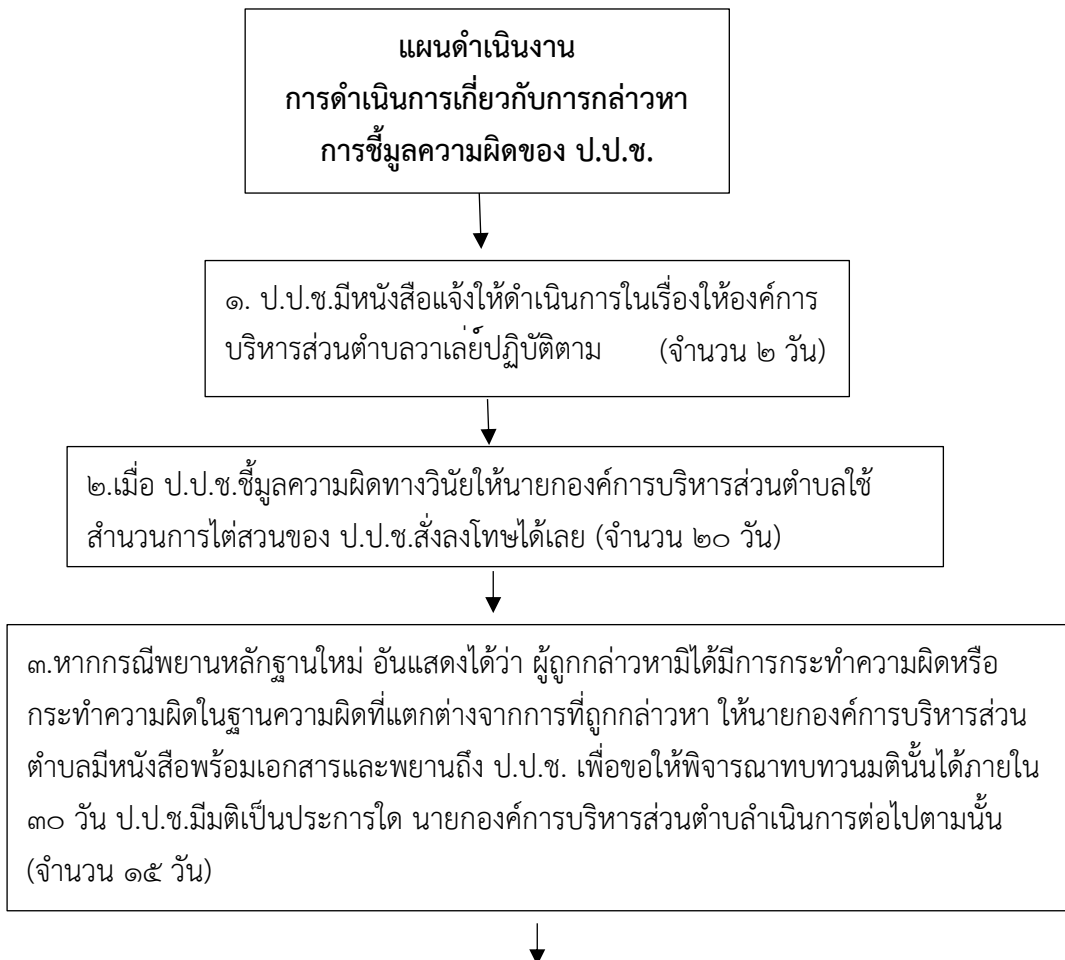 แผนดำเนินงาน
การดำเนินการเกี่ยวกับการกล่าวหา
การชี้มูลความผิดของ ป.ป.ช.
๑. ป.ป.ช.มีหนังสือแจ้งให้ดำเนินการในเรื่องให้องค์การ
บริหารส่วนตำบลวาเล่ย์ปฏิบัติตาม (จำนวน ๒ วัน)
๒.เมื่อ ป.ป.ช.ชี้มูลความผิดทางวินัยให้นายกองค์การบริหารส่วนตำบลใช้
สำนวนการไต่สวนของ ป.ป.ช.สั่งลงโทษได้เลย (จำนวน ๒๐ วัน)
๓.หากกรณีพยานหลักฐานใหม่ อันแสดงได้ว่า ผู้ถูกกล่าวหามิได้มีการกระทำความผิดหรือ
กระทำความผิดในฐานความผิดที่แตกต่างจากการที่ถูกกล่าวหา ให้นายกองค์การบริหารส่วน
ตำบลมีหนังสือพร้อมเอกสารและพยานถึง ป.ป.ช. เพื่อขอให้พิจารณาทบทวนมตินั้นได้ภายใน
๓๐ วัน ป.ป.ช.มีมติเป็นประการใด นายกองค์การบริหารส่วนตำบลำเนินการต่อไปตามนั้น
(จำนวน ๑๕ วัน)